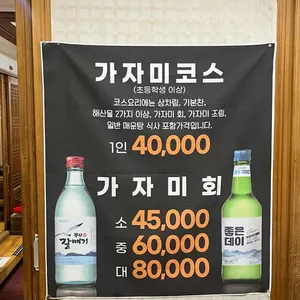 가자미코스
(초등학생 이상)
코스요리에는 상차림, 기본찬,
해산물 2가지 이상, 가자미 회, 가자미 조림,
일반 매운탕 식사 포함가격입니다.
1인 40,000
가자미회
소 45,000
중 60,000
대 80,000
부산
갈매기
좋은
데이